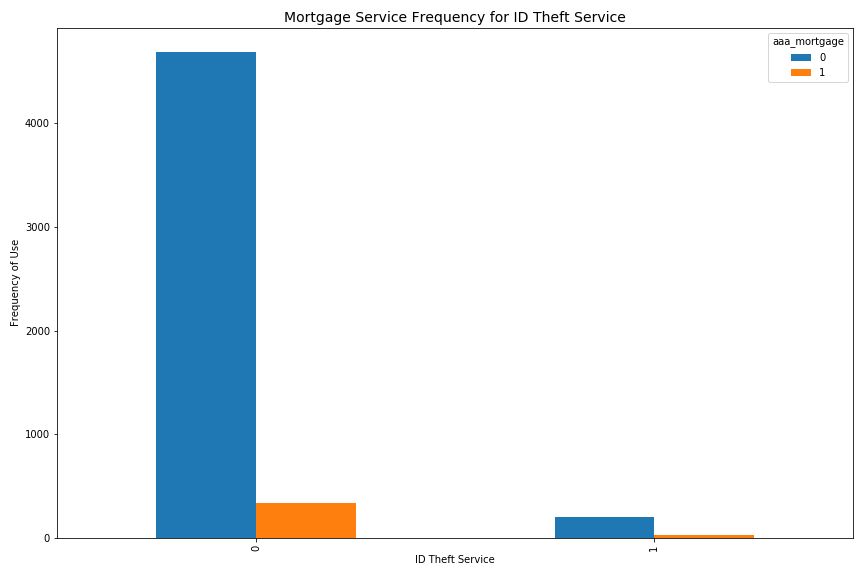 Mortgage Service Frequency for ID Theft Service
aaa_mortgage
0
1
4000
3000
2000
1000
0
Frequency of Use
0
1
ID Theft Service